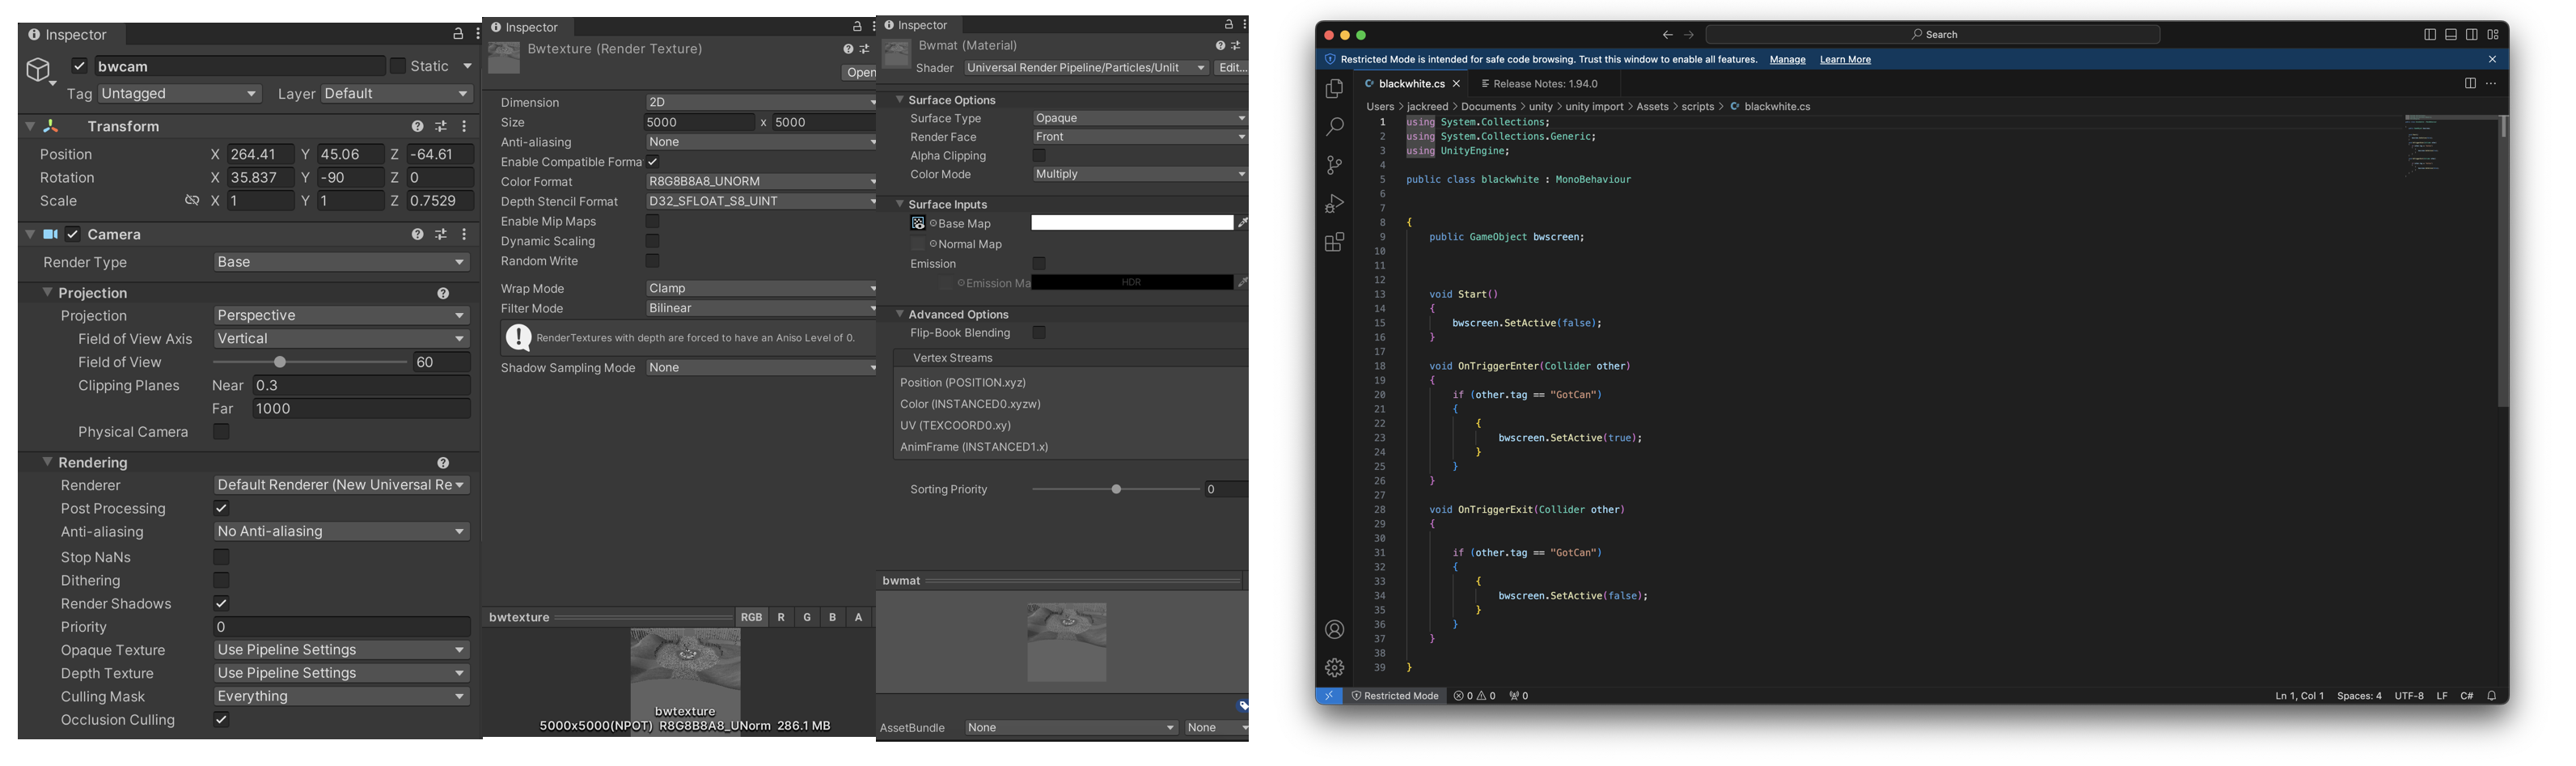 Inspector
bwcam Static
Tag Untagged Layer Default
Transform
Position X 264.41 Y 45.06 Z -64.61
Rotation X 35.837 Y -90 Z 0
Scale X 1 Y 1 Z 0.7529
Camera
Render Type Base
Projection
Projection Perspective
Field of View Axis Vertical
Field of View 60
Clipping Planes Near 0.3
Far 1000
Physical Camera
Rendering
Renderer Default Renderer (New Universal Re
Post Processing
Anti-aliasing No Anti-aliasing
Stop NaNs
Dithering
Render Shadows
Priority 0
Opaque Texture Use Pipeline Settings
Depth Texture Use Pipeline Settings
Culling Mask Everything
Occlusion Culling
Inspector
Bwtexture (Render Texture)
Open
Dimension 2D
Size 5000 x 5000
Anti-aliasing None
Enable Compatible Forma
Color Format R8G8B8A8_UNORM
Depth Stencil Format D32_SFLOAT_S8_UINT
Enable Mip Maps
Dynamic Scaling
Random Write
Wrap Mode Clamp
Filter Mode Bilinear
RenderTextures with depth are forced to have an Aniso Level of 0.
Shadow Sampling Mode None
bwtexture RGB R G B A
bwtexture
5000x5000(NPOT) R8G8B8A8_UNorm 286.1 MB
Inspector
Bwmat (Material)
Shader Universal Render Pipeline/Particles/Unlit Edit...
Surface Options
Surface Type Opaque
Render Face Front
Alpha Clipping
Color Mode Multiply
Surface Inputs
Base Map
Normal Map
Emission
Emission Ma HDR
Advanced Options
Flip-Book Blending
Vertex Streams
Position (POSITION.xyz)
Color (INSTANCED0.xyzw)
UV (TEXCOORD0.xy)
AnimFrame (INSTANCED1.x)
Sorting Priority 0
bwmat
AssetBundle None None
Search
Restricted Mode is intended for safe code browsing. Trust this window to enable all features. Manage Learn More
blackwhite.cs Release Notes: 1.94.0
Users > jackreed > Documents > unity > unity import > Assets > scripts > blackwhite.cs
1 using System.Collections;
2 using System.Collections.Generic;
3 using UnityEngine;
4
5 public class blackwhite : MonoBehaviour
6
7
8 {
9 public GameObject bwscreen;
10
11
12
13 void Start()
14 {
15 bwscreen.SetActive(false);
16 }
17
18 void OnTriggerEnter(Collider other)
19 {
20 if (other.tag == "GotCan")
21 {
22 {
23 bwscreen.SetActive(true);
24 }
25 }
26 }
27
28 void OnTriggerExit(Collider other)
29 {
30
31 if (other.tag == "GotCan")
32 {
33 {
34 bwscreen.SetActive(false);
35 }
36 }
37 }
38
39 }
Restricted Mode 0 0 0 Ln 1, Col 1 Spaces: 4 UTF-8 LF C#